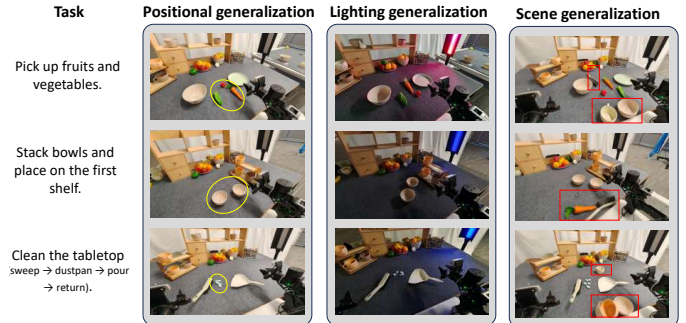 Task
Positional generalization
Lighting generalization
Scene generalization
Pick up fruits and
vegetables.
Stack bowls and
place on the first
shelf.
Clean the tabletop
(sweep → dustpan → pour
→ return).